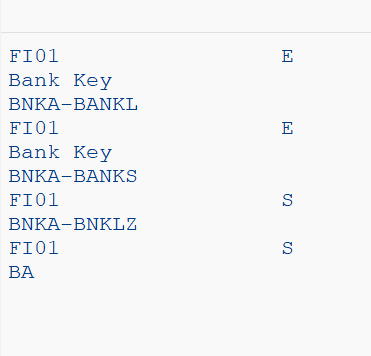 FI01 E
Bank Key
BNKA-BANKL
FI01 E
Bank Key
BNKA-BANKS
FI01 S
BNKA-BNKLZ
FI01 S
BA